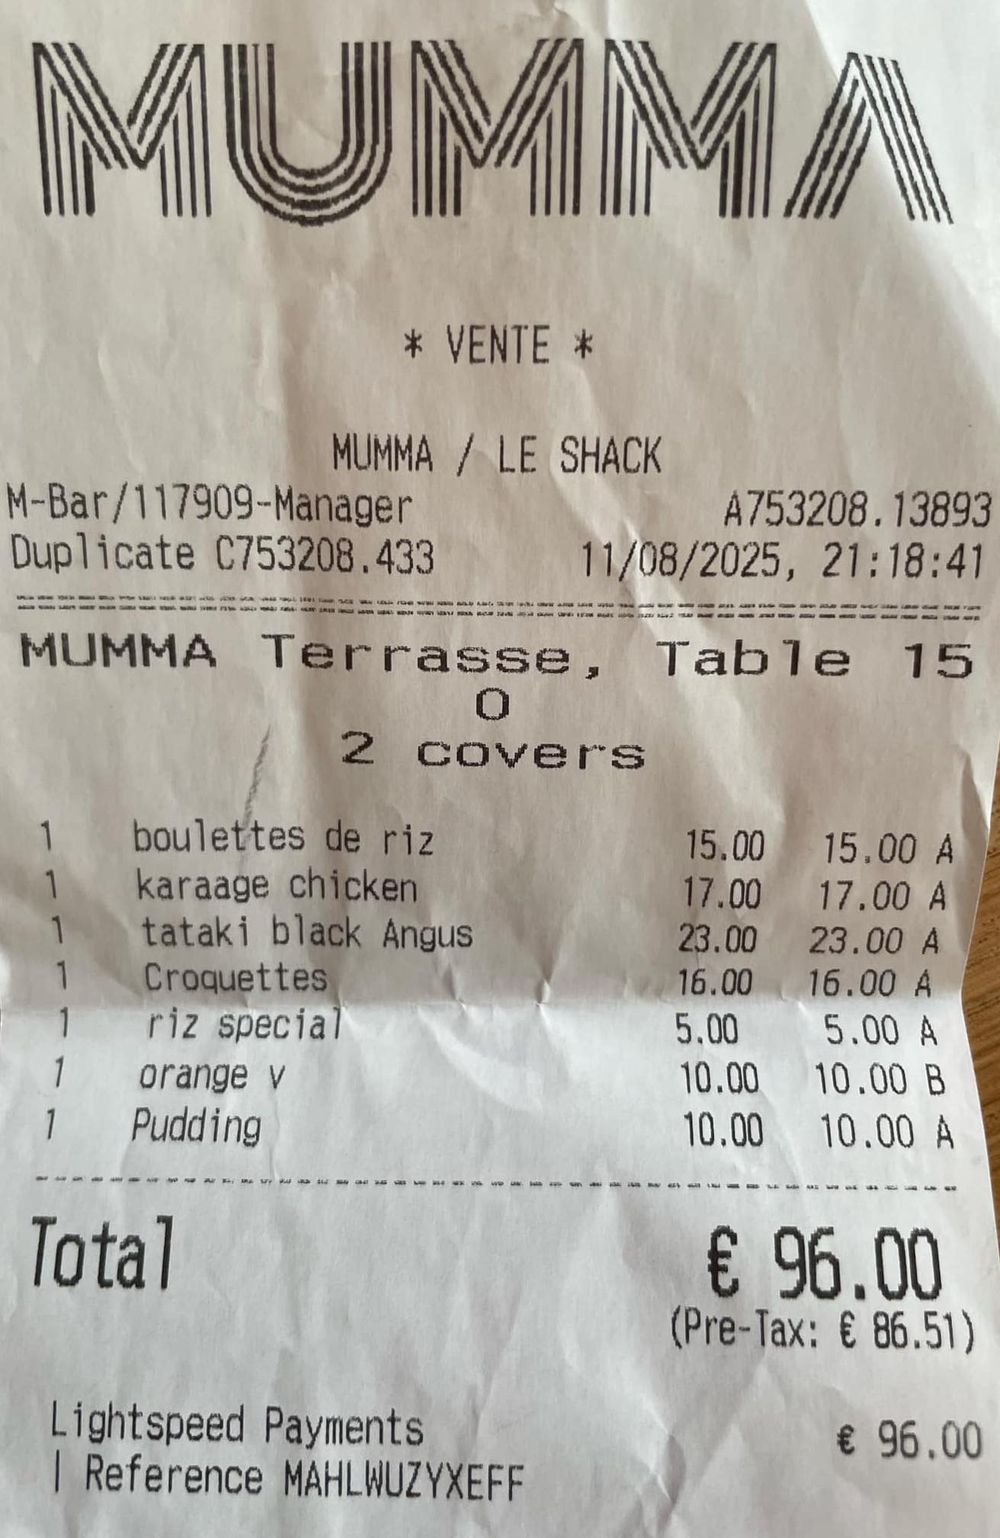 MUMMA
* VENTE *
MUMMA / LE SHACK
M-Bar/117909-Manager A753208.13893
Duplicate C753208.433 11/08/2025, 21:18:41
MUMMA Terrasse, Table 15
0
2 covers
1 boulettes de riz 15.00 15.00 A
1 karaage chicken 17.00 17.00 A
1 tataki black Angus 23.00 23.00 A
1 Croquettes 16.00 16.00 A
1 riz special 5.00 5.00 A
1 orange v 10.00 10.00 B
1 Pudding 10.00 10.00 A
Total € 96.00
(Pre-Tax: € 86.51)
Lightspeed Payments € 96.00
| Reference MAHLWUZYXEFF